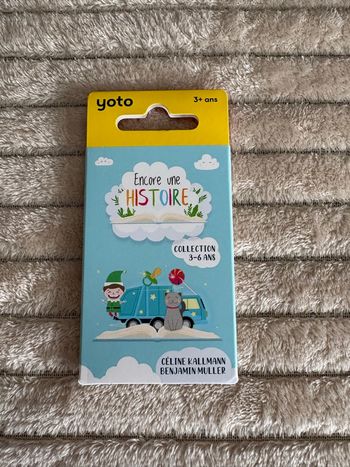 yoto
3+ ans
Encore une
HISTOIRE
COLLECTION
3-6 ANS
CÉLINE KALLMANN
BENJAMIN MULLER